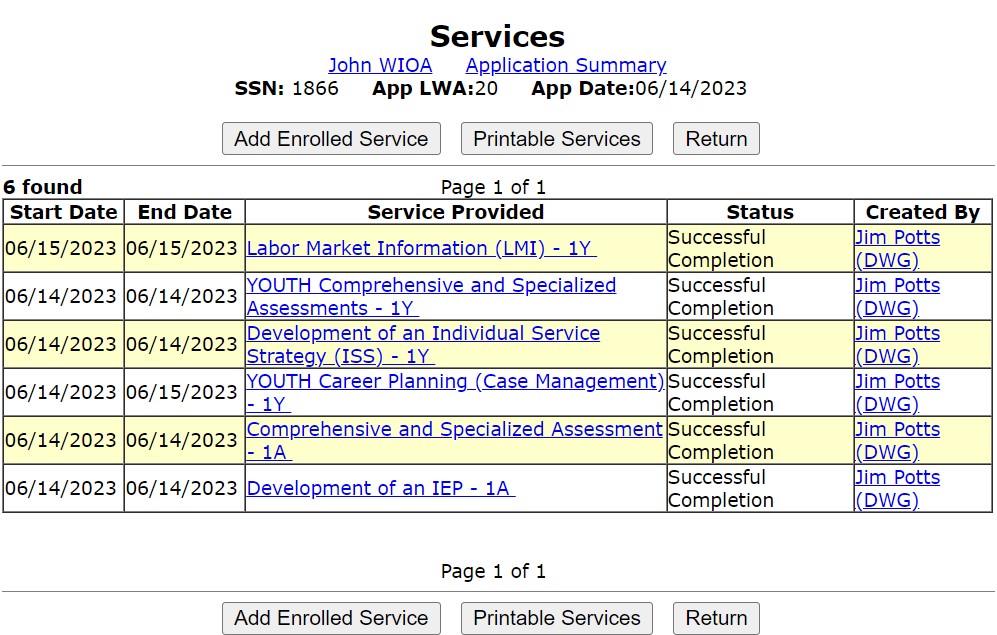 Services
John WIOA Application Summary
SSN: 1866 App LWA:20 App Date:06/14/2023
Add Enrolled Service Printable Services Return
6 found Page 1 of 1
Start Date End Date Service Provided Status Created By
06/15/2023 06/15/2023 Labor Market Information (LMI) - 1Y Successful Completion Jim Potts (DWG)
06/14/2023 06/14/2023 YOUTH Comprehensive and Specialized Assessments - 1Y Successful Completion Jim Potts (DWG)
06/14/2023 06/14/2023 Development of an Individual Service Strategy (ISS) - 1Y Successful Completion Jim Potts (DWG)
06/14/2023 06/15/2023 YOUTH Career Planning (Case Management) - 1Y Successful Completion Jim Potts (DWG)
06/14/2023 06/14/2023 Comprehensive and Specialized Assessment - 1A Successful Completion Jim Potts (DWG)
06/14/2023 06/14/2023 Development of an IEP - 1A Successful Completion Jim Potts (DWG)
Page 1 of 1
Add Enrolled Service Printable Services Return